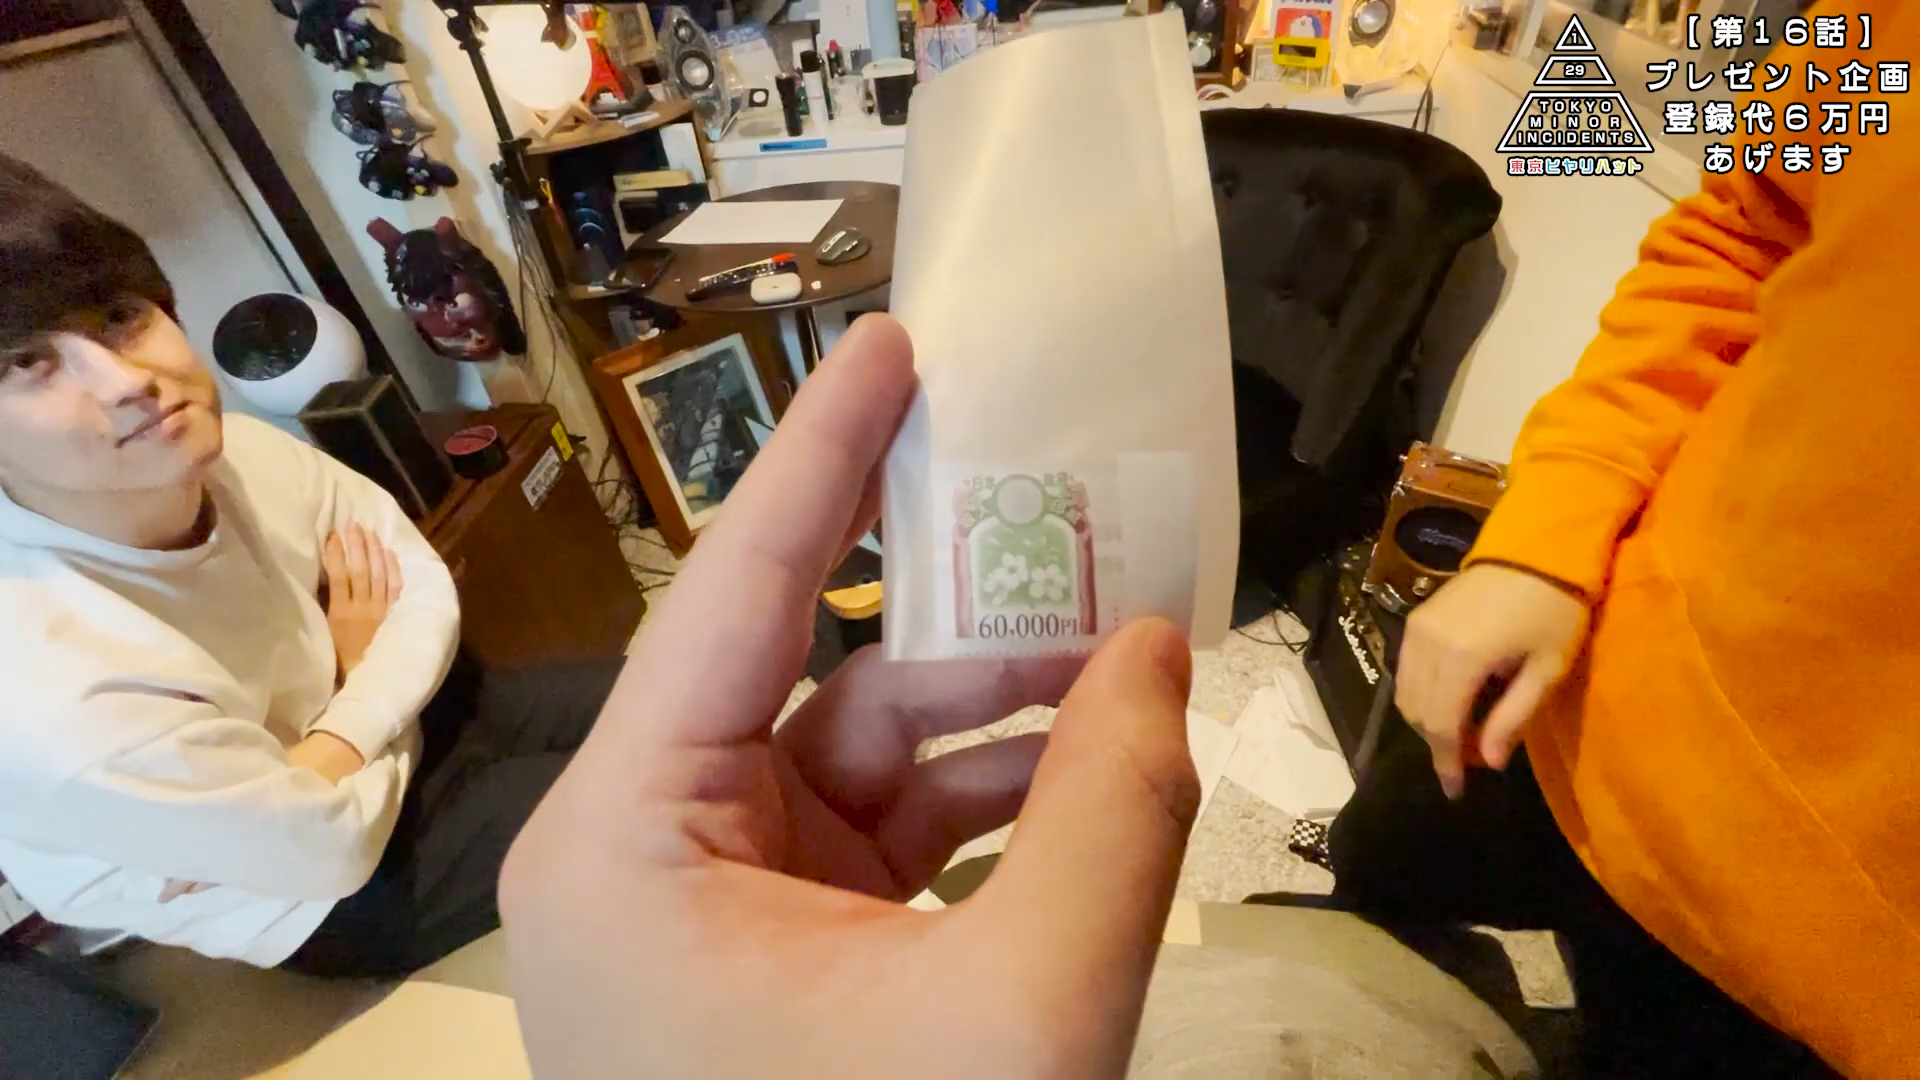 1
29
TOKYO
MINOR
INCIDENTS
東京ヒヤリハット
【第１６話】
プレゼント企画
登録代６万円
あげます
60,000円
Marshall